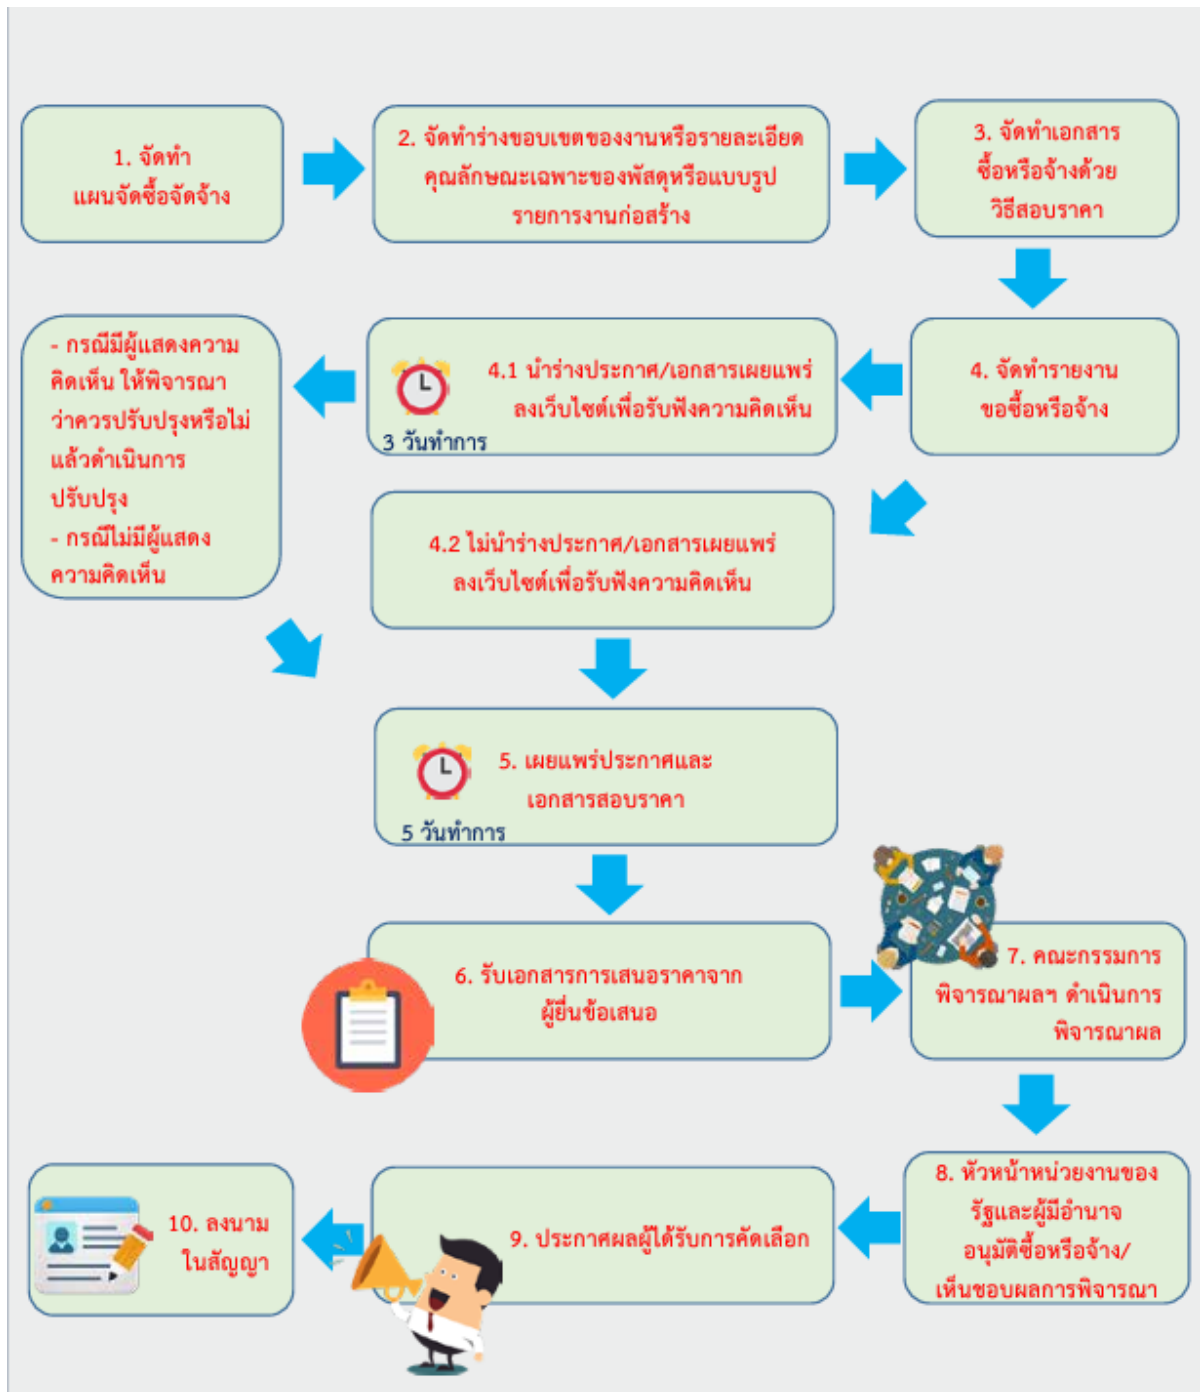 1. จัดทำ
แผนจัดซื้อจัดจ้าง
2. จัดทำร่างขอบเขตของงานหรือรายละเอียด
คุณลักษณะเฉพาะของพัสดุหรือแบบรูป
รายการงานก่อสร้าง
3. จัดทำเอกสาร
ซื้อหรือจ้างด้วย
วิธีสอบราคา
4. จัดทำรายงาน
ขอซื้อหรือจ้าง
4.1 นำร่างประกาศ/เอกสารเผยแพร่
ลงเว็บไซต์เพื่อรับฟังความคิดเห็น
3 วันทำการ
- กรณีมีผู้แสดงความ
คิดเห็น ให้พิจารณา
ว่าควรปรับปรุงหรือไม่
แล้วดำเนินการ
ปรับปรุง
- กรณีไม่มีผู้แสดง
ความคิดเห็น
4.2 ไม่นำร่างประกาศ/เอกสารเผยแพร่
ลงเว็บไซต์เพื่อรับฟังความคิดเห็น
5. เผยแพร่ประกาศและ
เอกสารสอบราคา
5 วันทำการ
6. รับเอกสารการเสนอราคาจาก
ผู้ยื่นข้อเสนอ
7. คณะกรรมการ
พิจารณาผลฯ ดำเนินการ
พิจารณาผล
8. หัวหน้าหน่วยงานของ
รัฐและผู้มีอำนาจ
อนุมัติซื้อหรือจ้าง/
เห็นชอบผลการพิจารณา
9. ประกาศผลผู้ได้รับการคัดเลือก
10. ลงนาม
ในสัญญา